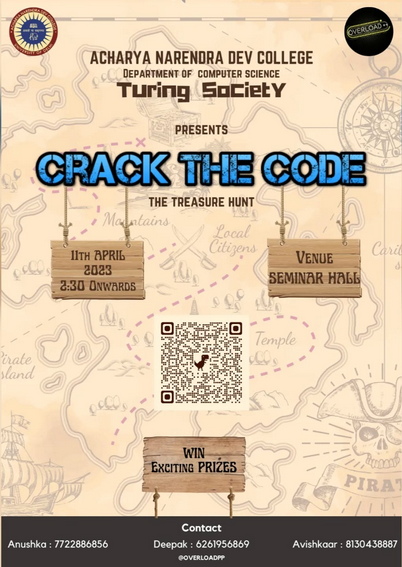 OVERLOAD++
ACHARYA NARENDRA DEV COLLEGE
DEPARTMENT OF COMPUTER SCIENCE
Turing Society
PRESENTS
CRACK THE CODE
THE TREASURE HUNT
Mountains
Local
Citizens
11TH APRIL
2023
2:30 ONWARDS
VENUE
SEMINAR HALL
Temple
WIN
EXCITING PRIZES
Contact
Anushka : 7722886856
Deepak : 6261956869
Avishkaar : 8130438887
@OVERLOADPP